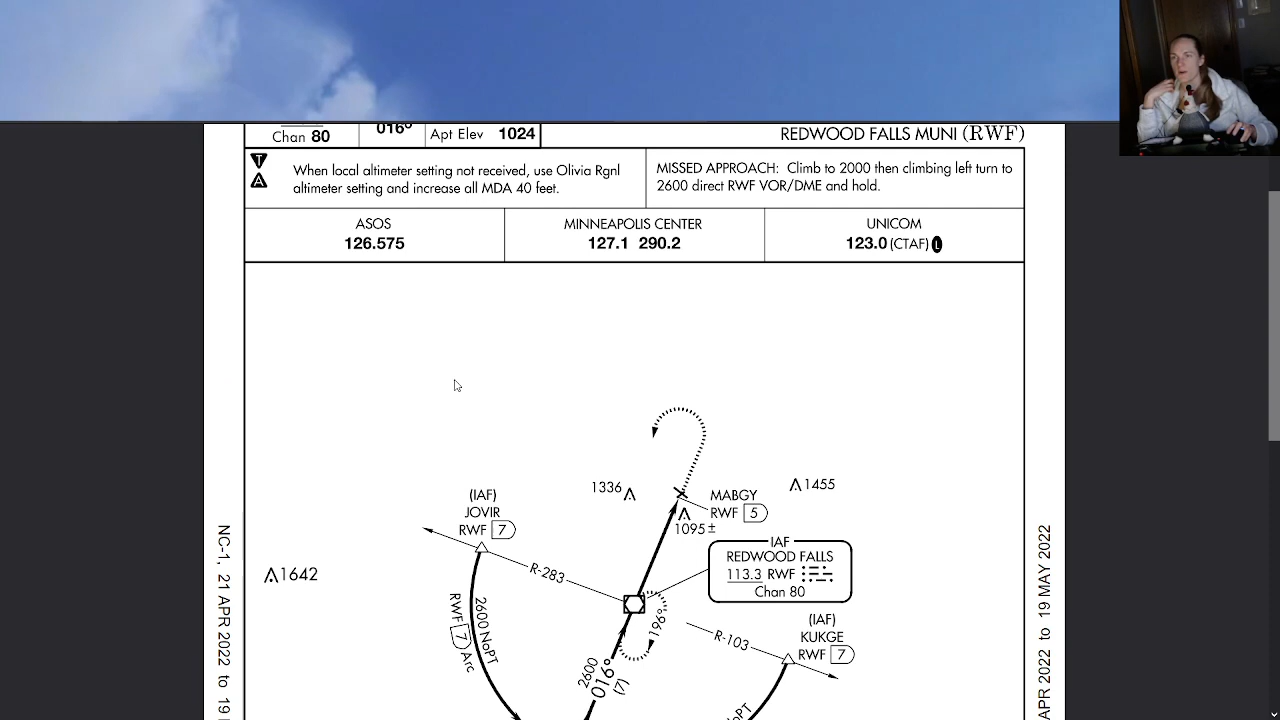 Chan 80
016°
Apt Elev 1024
REDWOOD FALLS MUNI (RWF)
T
A
When local altimeter setting not received, use Olivia Rgnl
altimeter setting and increase all MDA 40 feet.
MISSED APPROACH: Climb to 2000 then climbing left turn to
2600 direct RWF VOR/DME and hold.
ASOS
126.575
MINNEAPOLIS CENTER
127.1 290.2
UNICOM
123.0 (CTAF) L
1336
MABGY
RWF 5
1455
1095±
(IAF)
JOVIR
RWF 7
R-283
IAF
REDWOOD FALLS
113.3 RWF
Chan 80
1642
196°
R-103
(IAF)
KUKGE
RWF 7
2600 NoPT
RWF 7 Arc
2600
016°
(7)
NC-1, 21 APR 2022 to 19
APR 2022 to 19 MAY 2022